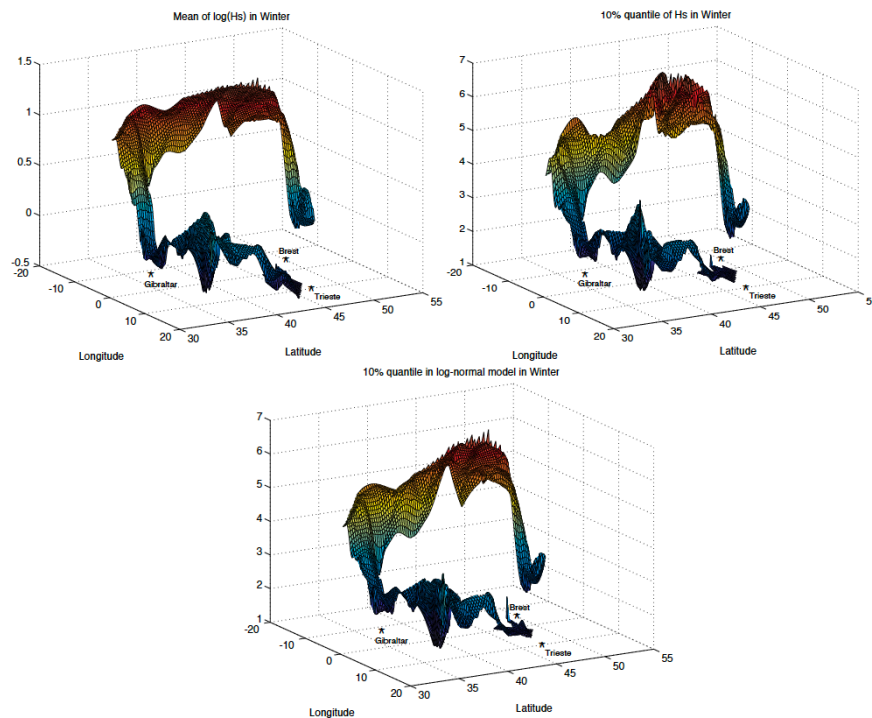 Mean of log(Hs) in Winter
1.5
1
0.5
0
-0.5
-20
-10
0
10
20
30
35
40
45
50
55
Longitude
Latitude
Brest
Gibraltar
Trieste
10% quantile of Hs in Winter
7
6
5
4
3
2
1
-20
-10
0
10
20
30
35
40
45
50
5
Longitude
Latitude
Brest
Gibraltar
Trieste
10% quantile in log-normal model in Winter
7
6
5
4
3
2
1
-20
-10
0
10
20
30
35
40
45
50
55
Longitude
Latitude
Brest
Gibraltar
Trieste